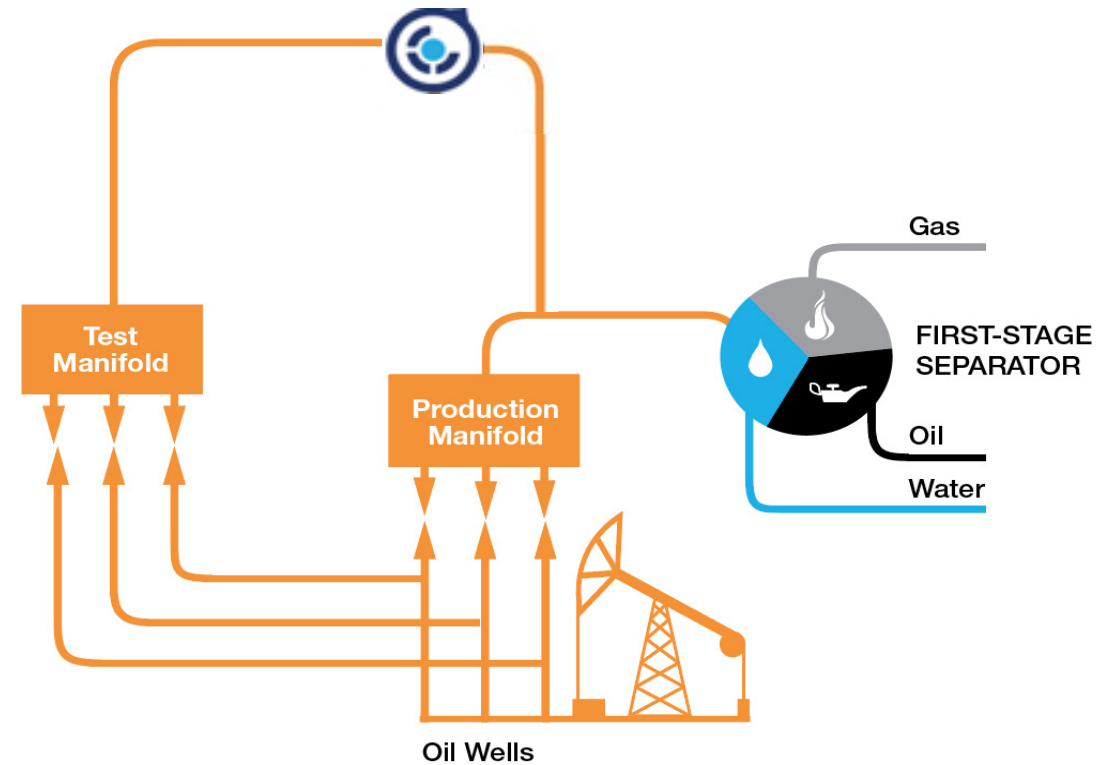 Gas
Test
Manifold
FIRST-STAGE
SEPARATOR
Production
Manifold
Oil
Water
Oil Wells